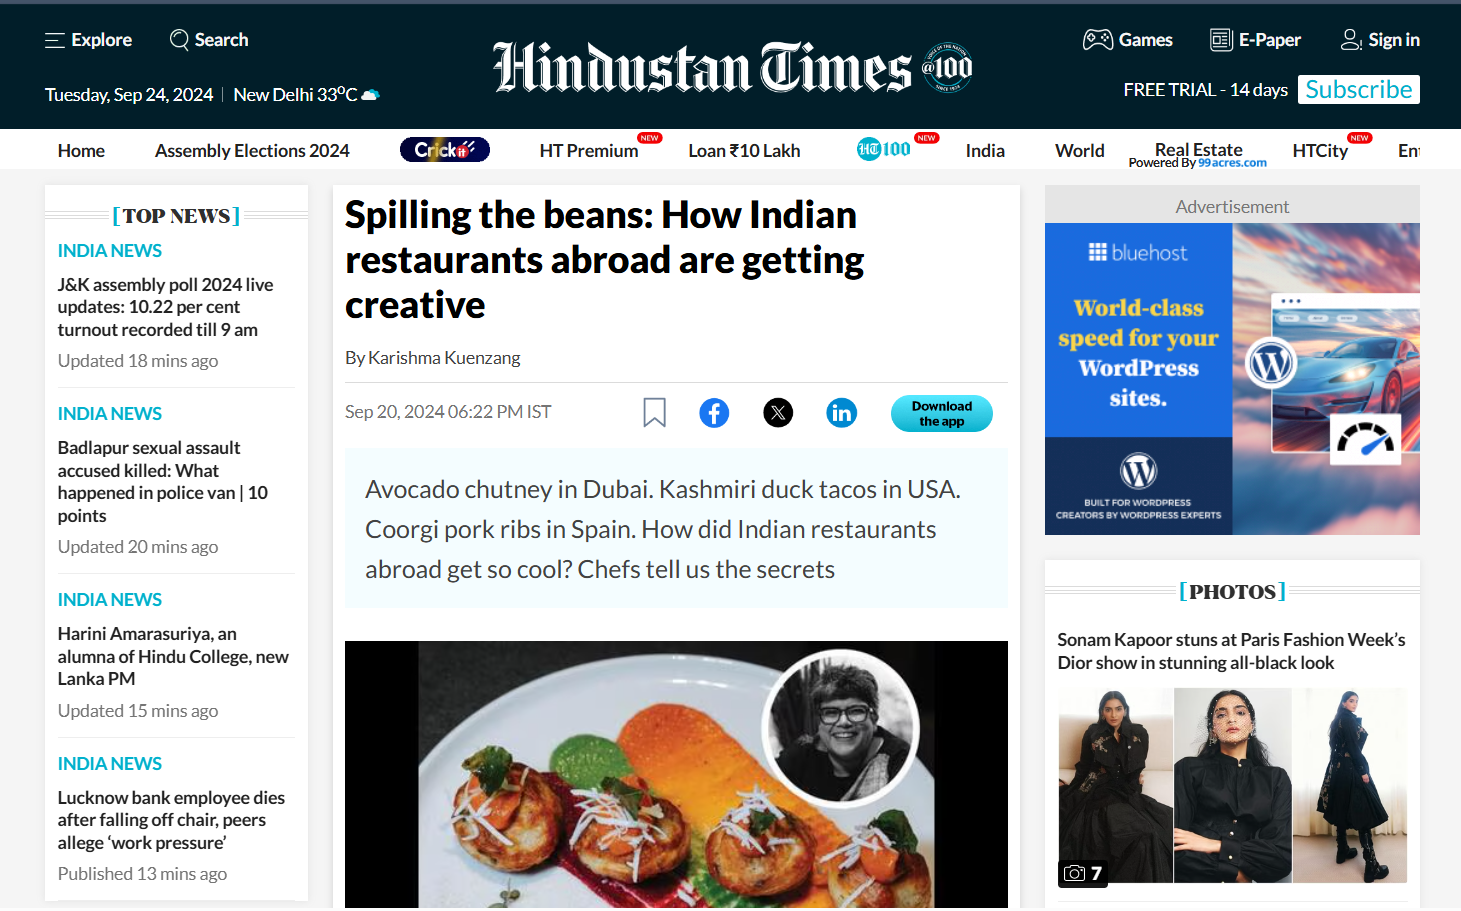 Explore
Search
Hindustan Times
VOICE OF THE NATION
@100
SINCE 1924
Games
E-Paper
Sign in
Tuesday, Sep 24, 2024
New Delhi 33⁰C
FREE TRIAL - 14 days
Subscribe
Home
Assembly Elections 2024
Crickit
HT Premium
NEW
Loan ₹10 Lakh
HT 100
NEW
India
World
Real Estate
Powered By 99acres.com
HTCity
NEW
En
[TOP NEWS]
INDIA NEWS
J&K assembly poll 2024 live
updates: 10.22 per cent
turnout recorded till 9 am
Updated 18 mins ago
INDIA NEWS
Badlapur sexual assault
accused killed: What
happened in police van | 10
points
Updated 20 mins ago
INDIA NEWS
Harini Amarasuriya, an
alumna of Hindu College, new
Lanka PM
Updated 15 mins ago
INDIA NEWS
Lucknow bank employee dies
after falling off chair, peers
allege ‘work pressure’
Published 13 mins ago
Spilling the beans: How Indian
restaurants abroad are getting
creative
By Karishma Kuenzang
Sep 20, 2024 06:22 PM IST
Download
the app
Avocado chutney in Dubai. Kashmiri duck tacos in USA.
Coorgi pork ribs in Spain. How did Indian restaurants
abroad get so cool? Chefs tell us the secrets
Advertisement
bluehost
World-class
speed for your
WordPress
sites.
BUILT FOR WORDPRESS
CREATORS BY WORDPRESS EXPERTS
[PHOTOS]
Sonam Kapoor stuns at Paris Fashion Week’s
Dior show in stunning all-black look
7